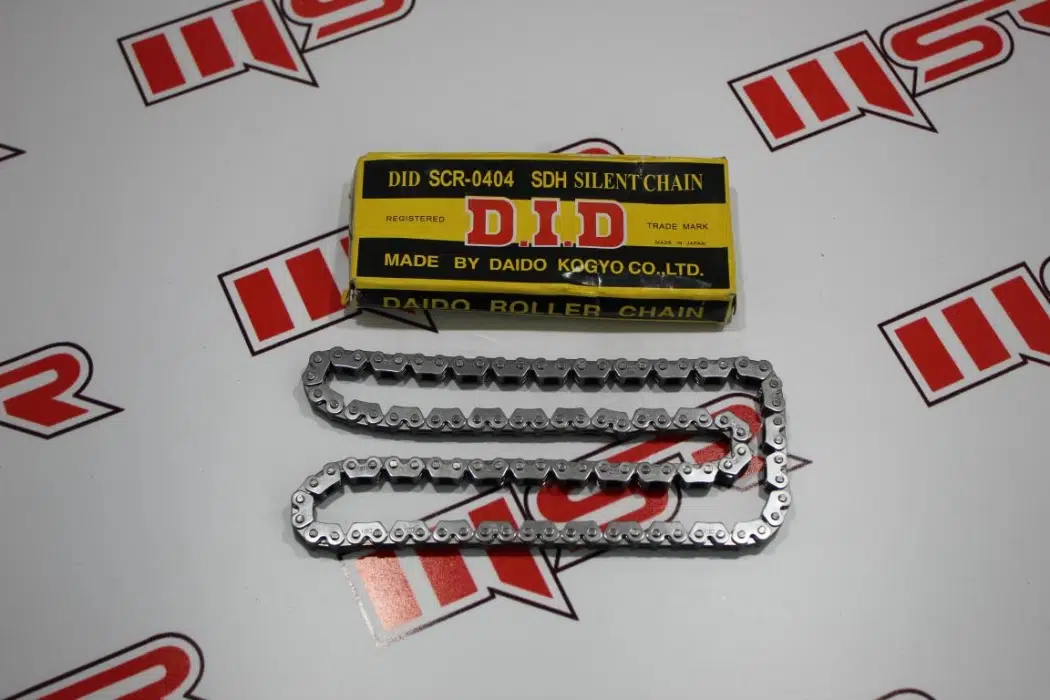 DID SCR-0404 SDH SILENT CHAIN
REGISTERED D.I.D TRADE MARK
MADE IN JAPAN
MADE BY DAIDO KOGYO CO.,LTD.
DAIDO ROLLER CHAIN